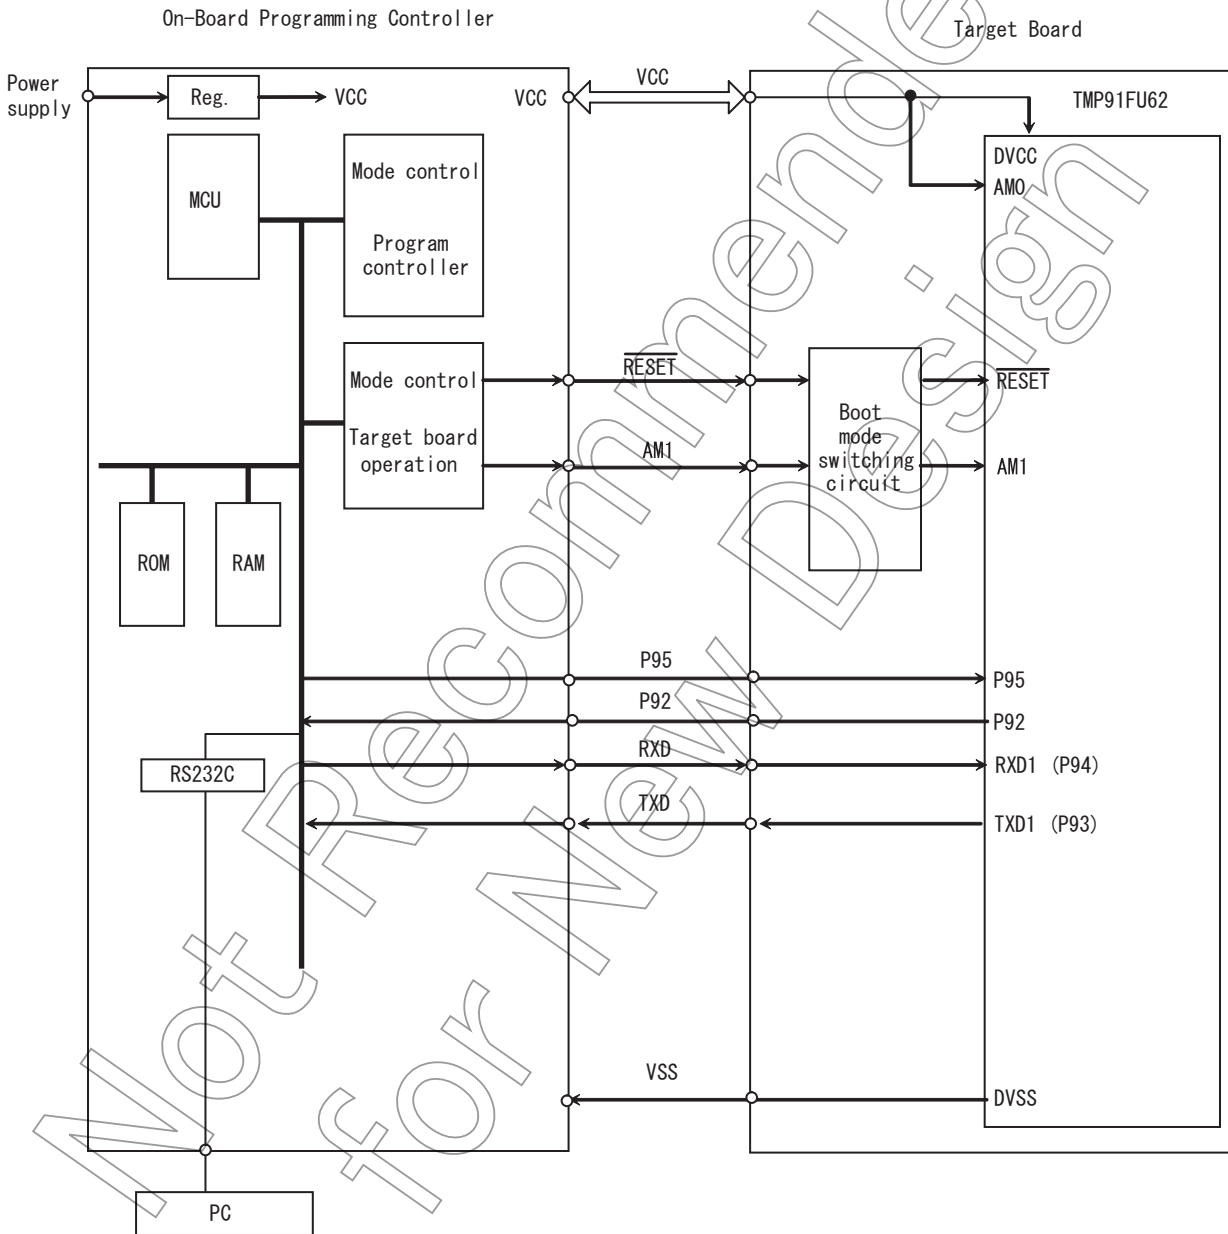 On-Board Programming Controller
Target Board
Power
supply
Reg.
VCC
VCC
VCC
TMP91FU62
DVCC
AM0
MCU
Mode control
Program
controller
Mode control
Target board
operation
RESET
AM1
Boot
mode
switching
circuit
RESET
AM1
ROM
RAM
P95
P95
P92
P92
RS232C
RXD
RXD1 (P94)
TXD
TXD1 (P93)
VSS
DVSS
PC
Not Recommende
for New Design